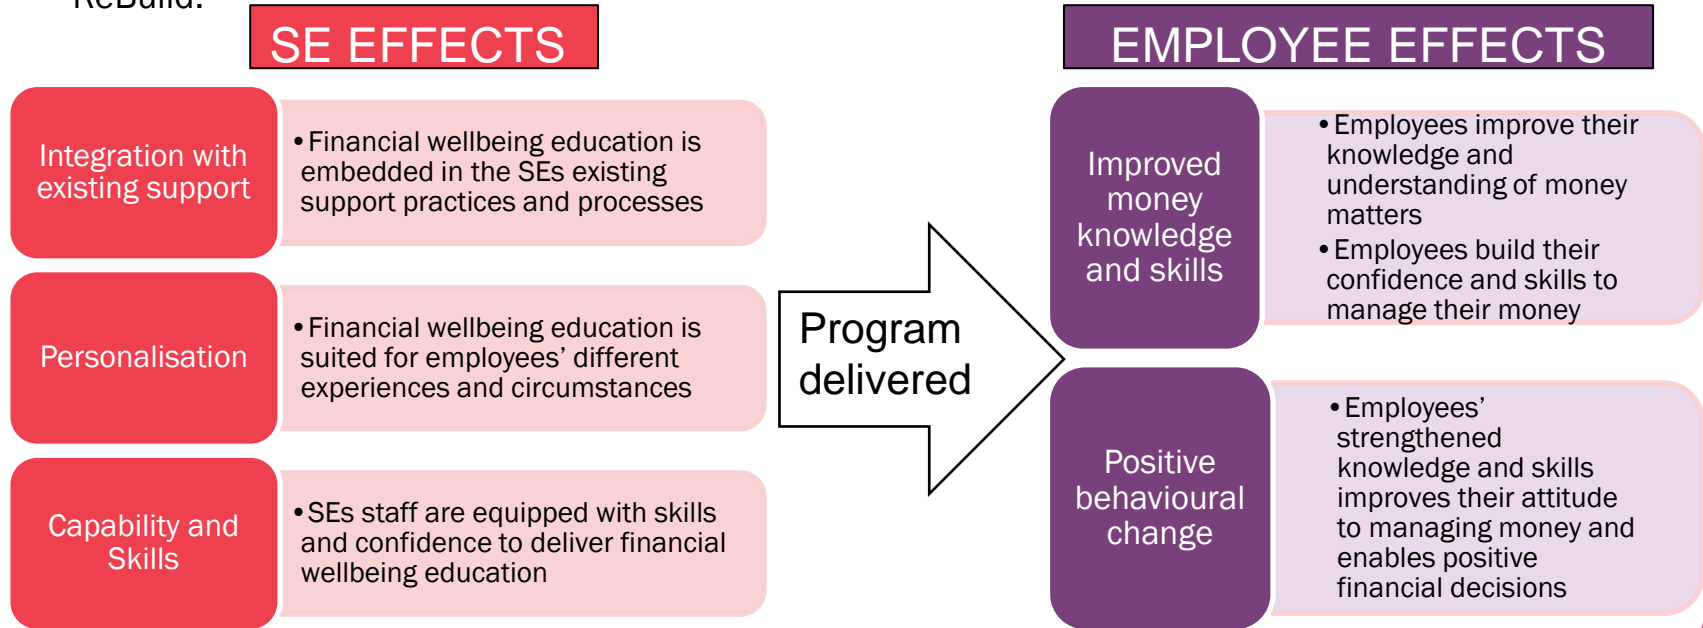 ReBuild.
SE EFFECTS
Integration with
existing support
•Financial wellbeing education is
embedded in the SEs existing
support practices and processes
Personalisation
•Financial wellbeing education is
suited for employees’ different
experiences and circumstances
Capability and
Skills
•SEs staff are equipped with skills
and confidence to deliver financial
wellbeing education
Program
delivered
EMPLOYEE EFFECTS
Improved
money
knowledge
and skills
•Employees improve their
knowledge and
understanding of money
matters
•Employees build their
confidence and skills to
manage their money
Positive
behavioural
change
•Employees’
strengthened
knowledge and skills
improves their attitude
to managing money and
enables positive
financial decisions